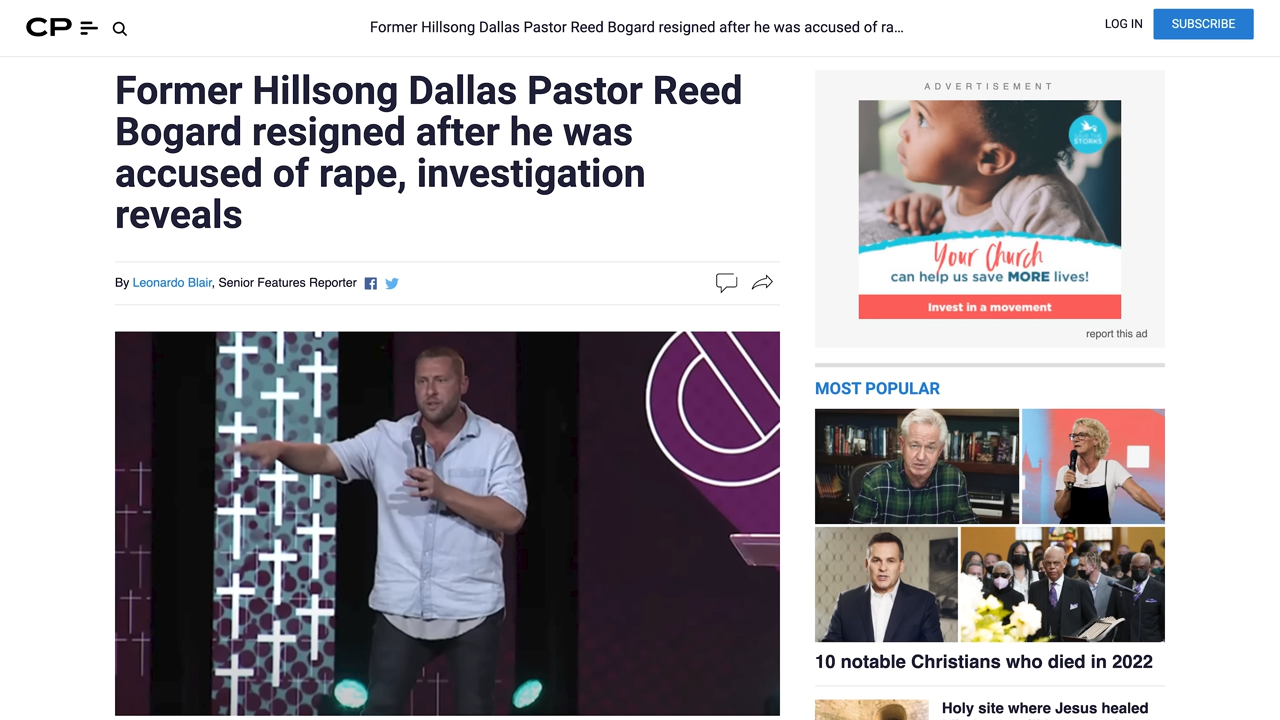 CP
Former Hillsong Dallas Pastor Reed Bogard resigned after he was accused of ra...
LOG IN
SUBSCRIBE
Former Hillsong Dallas Pastor Reed
Bogard resigned after he was
accused of rape, investigation
reveals
By Leonardo Blair, Senior Features Reporter
ADVERTISEMENT
STORKS
Your Church
can help us save MORE lives!
Invest in a movement
report this ad
MOST POPULAR
10 notable Christians who died in 2022
Holy site where Jesus healed